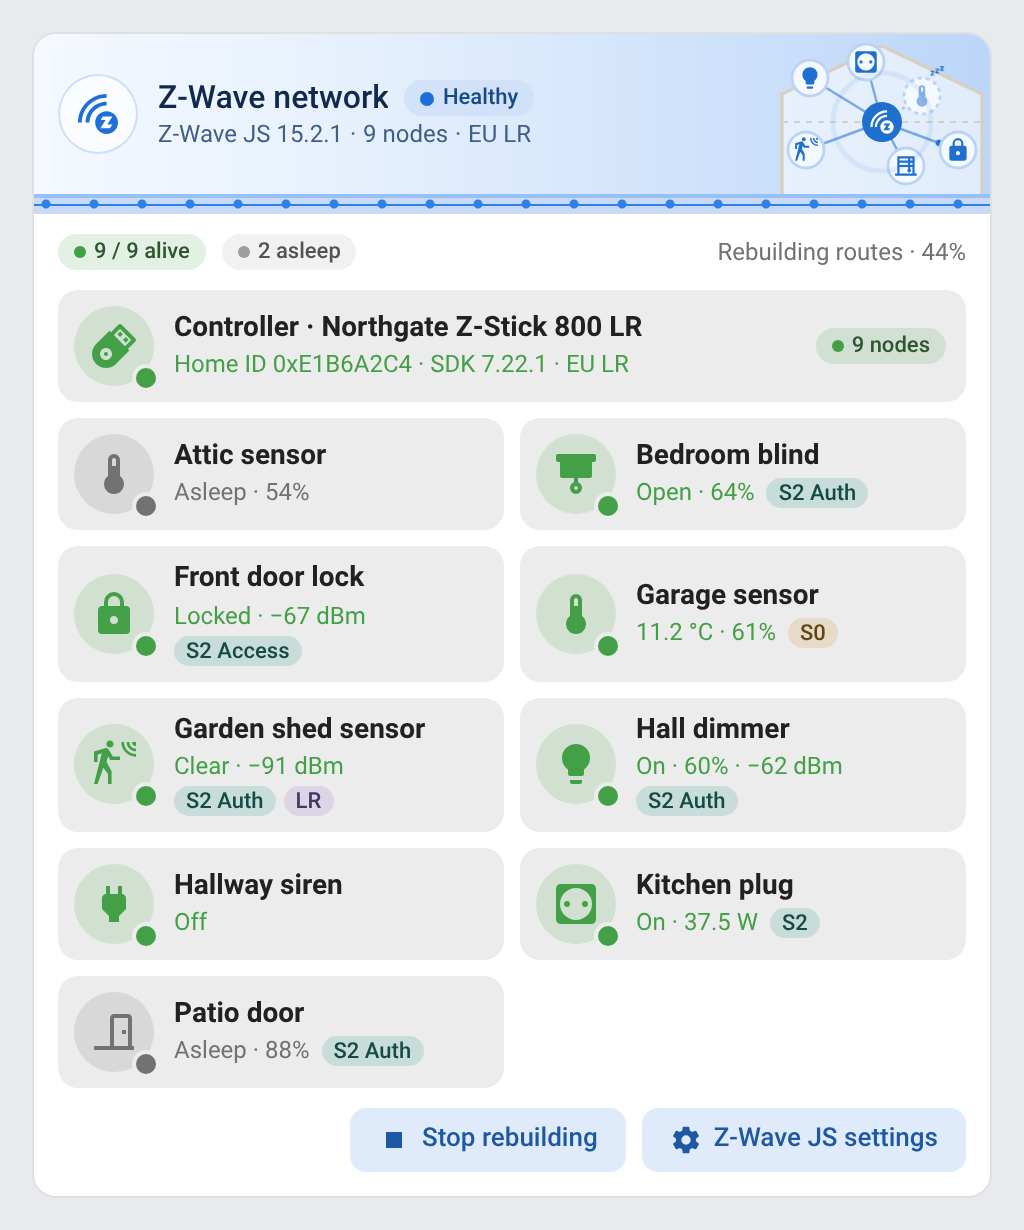 Z-Wave network
Healthy
Z-Wave JS 15.2.1 · 9 nodes · EU LR
zzz
9 / 9 alive
2 asleep
Rebuilding routes · 44%
Controller · Northgate Z-Stick 800 LR
Home ID 0xE1B6A2C4 · SDK 7.22.1 · EU LR
9 nodes
Attic sensor
Asleep · 54%
Bedroom blind
Open · 64% S2 Auth
Front door lock
Locked · −67 dBm
S2 Access
Garage sensor
11.2 °C · 61% S0
Garden shed sensor
Clear · −91 dBm
S2 Auth LR
Hall dimmer
On · 60% · −62 dBm
S2 Auth
Hallway siren
Off
Kitchen plug
On · 37.5 W S2
Patio door
Asleep · 88% S2 Auth
Stop rebuilding
Z-Wave JS settings